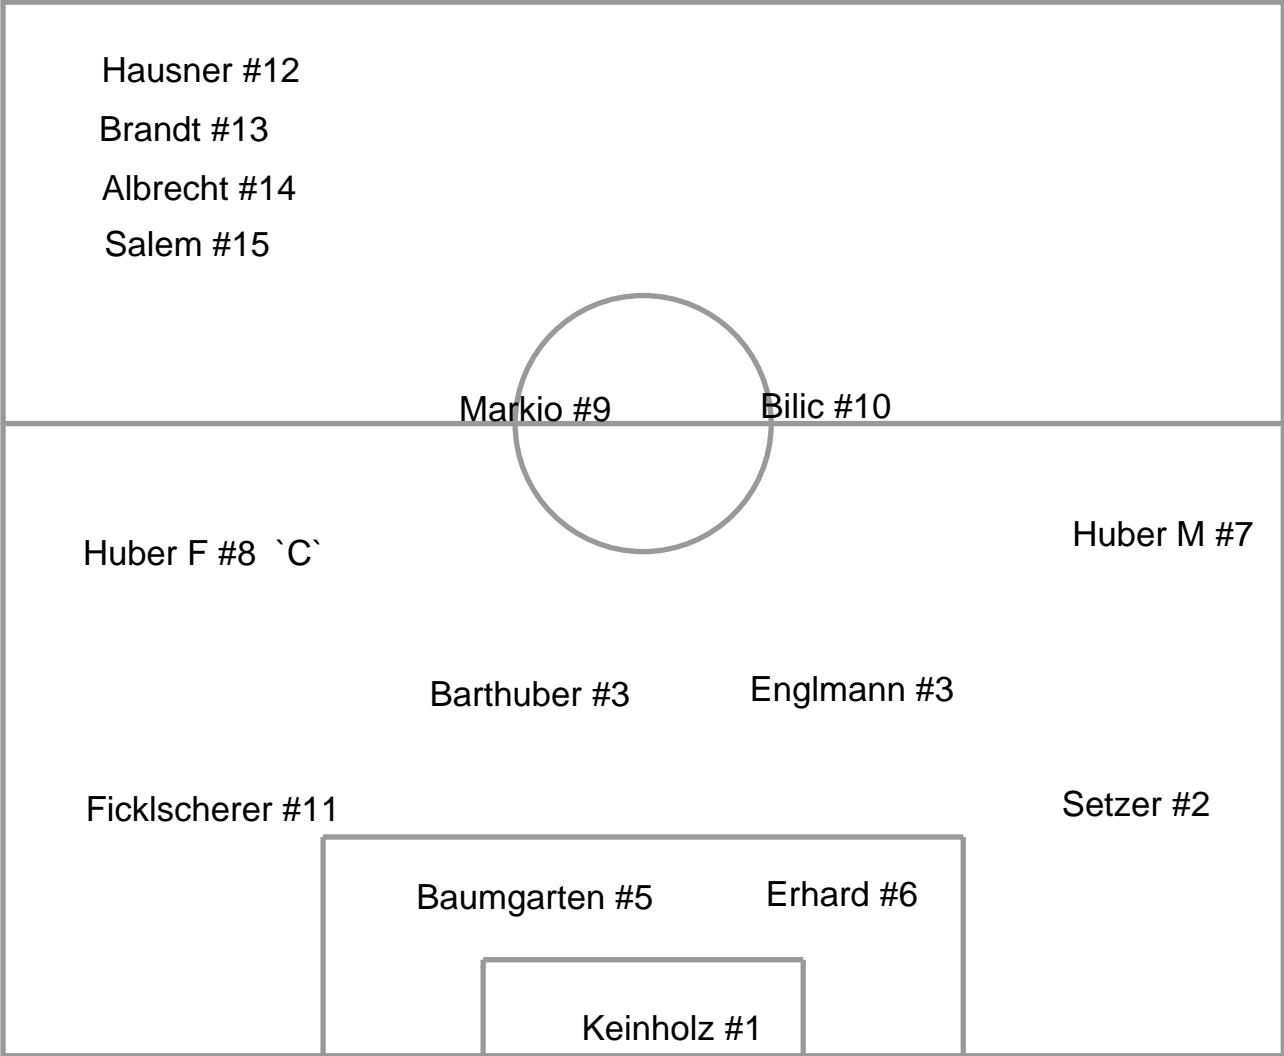 Hausner #12
Brandt #13
Albrecht #14
Salem #15
Markio #9
Bilic #10
Huber F #8 `C`
Huber M #7
Barthuber #3
Englmann #3
Ficklscherer #11
Setzer #2
Baumgarten #5
Erhard #6
Keinholz #1